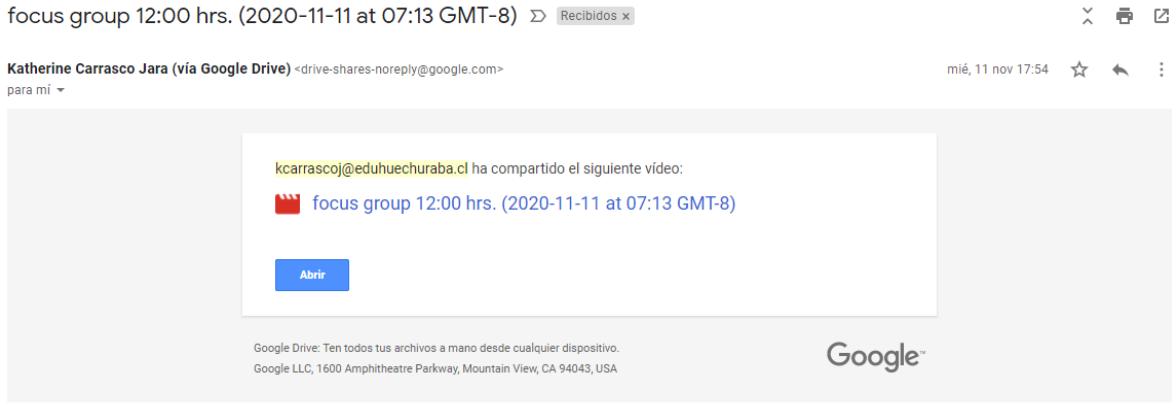 focus group 12:00 hrs. (2020-11-11 at 07:13 GMT-8) Recibidos x
Katherine Carrasco Jara (vía Google Drive) <drive-shares-noreply@google.com> mié, 11 nov 17:54
para mí
kcarrascoj@eduhuechuraba.cl ha compartido el siguiente vídeo:
focus group 12:00 hrs. (2020-11-11 at 07:13 GMT-8)
Abrir
Google Drive: Ten todos tus archivos a mano desde cualquier dispositivo.
Google LLC, 1600 Amphitheatre Parkway, Mountain View, CA 94043, USA
Google™